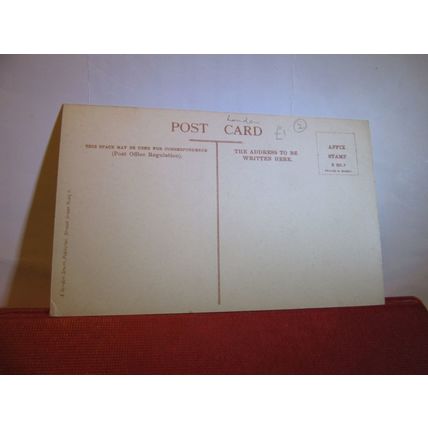 London
POST CARD
£1 2
THIS SPACE MAY BE USED FOR CORRESPONDENCE
(Post Office Regulation).
THE ADDRESS TO BE
WRITTEN HERE.
AFFIX
STAMP